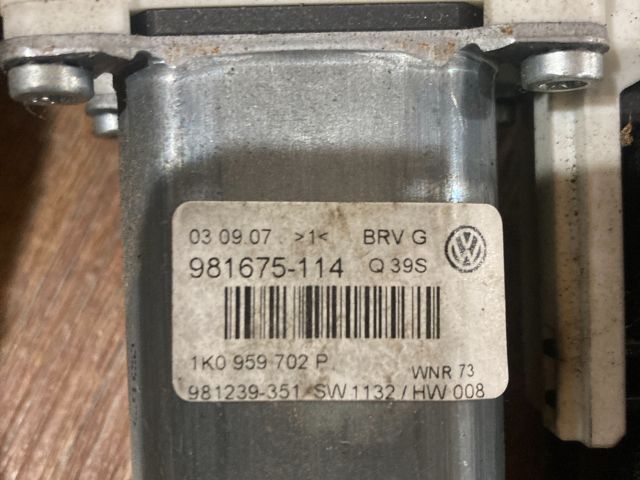 03 09.07 >1< BRV G
981675-114 Q 39S
1K0 959 702 P
WNR 73
981239-351 SW 1132 / HW 008